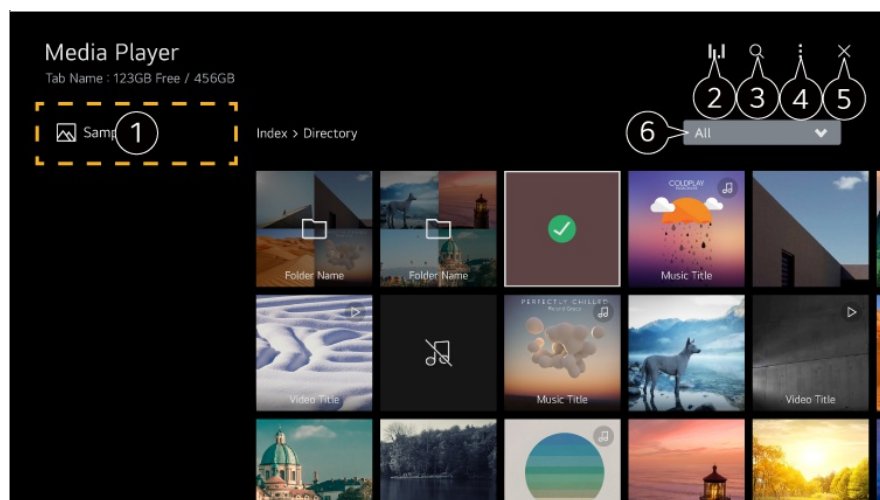 Media Player
Tab Name : 123GB Free / 456GB
2 3 4 5
Samp 1
Index > Directory
6 All
Folder Name
Folder Name
COLDPLAY
Music Title
Video Title
PERFECTLY CHILLED
Music Title
Video Title